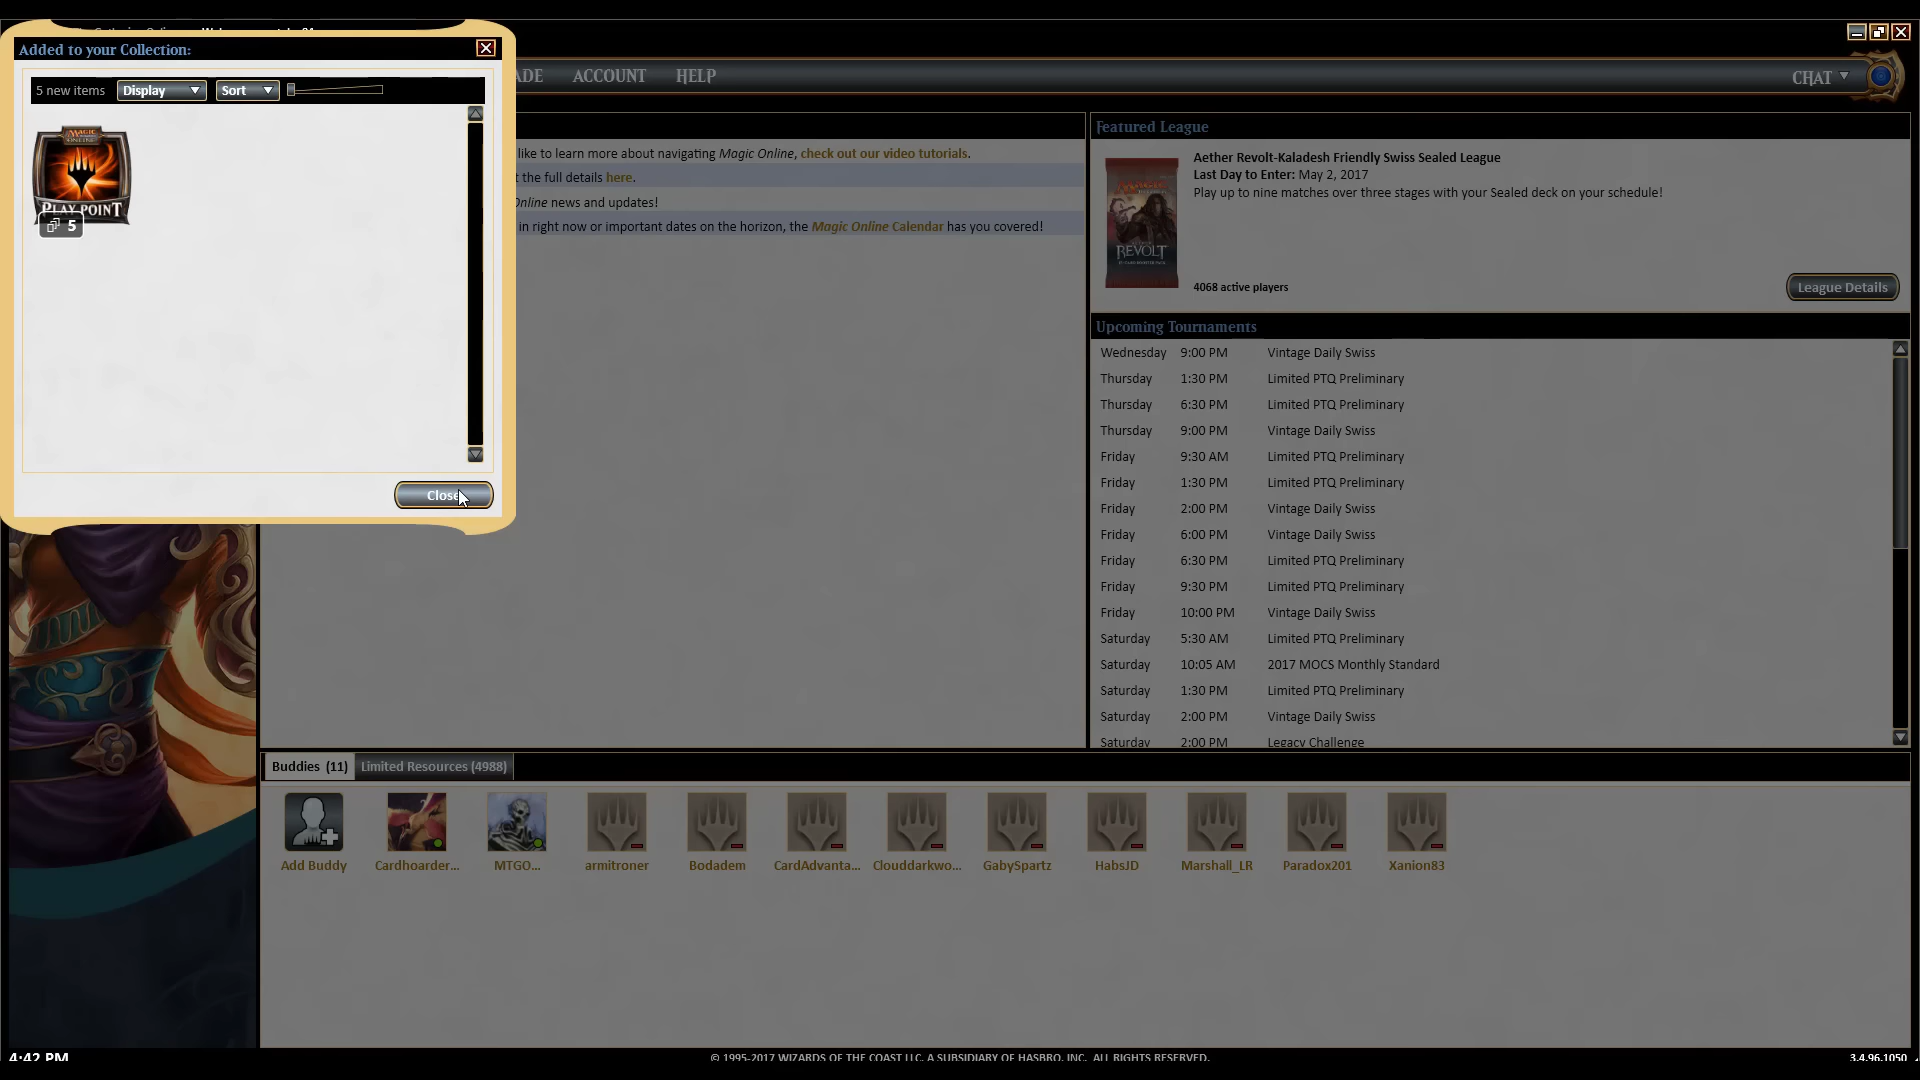 Added to your Collection:
5 new items
Display
Sort
MAGIC
ONLINE
PLAY POINT
5
Close
ADE
ACCOUNT
HELP
CHAT
like to learn more about navigating Magic Online, check out our video tutorials.
t the full details here.
Online news and updates!
in right now or important dates on the horizon, the Magic Online Calendar has you covered!
Featured League
MAGIC
REVOLT
Aether Revolt-Kaladesh Friendly Swiss Sealed League
Last Day to Enter: May 2, 2017
Play up to nine matches over three stages with your Sealed deck on your schedule!
4068 active players
League Details
Upcoming Tournaments
Wednesday 9:00 PM Vintage Daily Swiss
Thursday 1:30 PM Limited PTQ Preliminary
Thursday 6:30 PM Limited PTQ Preliminary
Thursday 9:00 PM Vintage Daily Swiss
Friday 9:30 AM Limited PTQ Preliminary
Friday 1:30 PM Limited PTQ Preliminary
Friday 2:00 PM Vintage Daily Swiss
Friday 6:00 PM Vintage Daily Swiss
Friday 6:30 PM Limited PTQ Preliminary
Friday 9:30 PM Limited PTQ Preliminary
Friday 10:00 PM Vintage Daily Swiss
Saturday 5:30 AM Limited PTQ Preliminary
Saturday 10:05 AM 2017 MOCS Monthly Standard
Saturday 1:30 PM Limited PTQ Preliminary
Saturday 2:00 PM Vintage Daily Swiss
Saturday 2:00 PM Legacy Challenge
Buddies (11) Limited Resources (4988)
Add Buddy
Cardhoarder...
MTGO...
armitroner
Bodadem
CardAdvanta...
Clouddarkwo...
GabySpartz
HabsJD
Marshall_LR
Paradox201
Xanion83
4:42 PM
© 1995-2017 WIZARDS OF THE COAST LLC, A SUBSIDIARY OF HASBRO, INC. ALL RIGHTS RESERVED.
3.4.96.1050